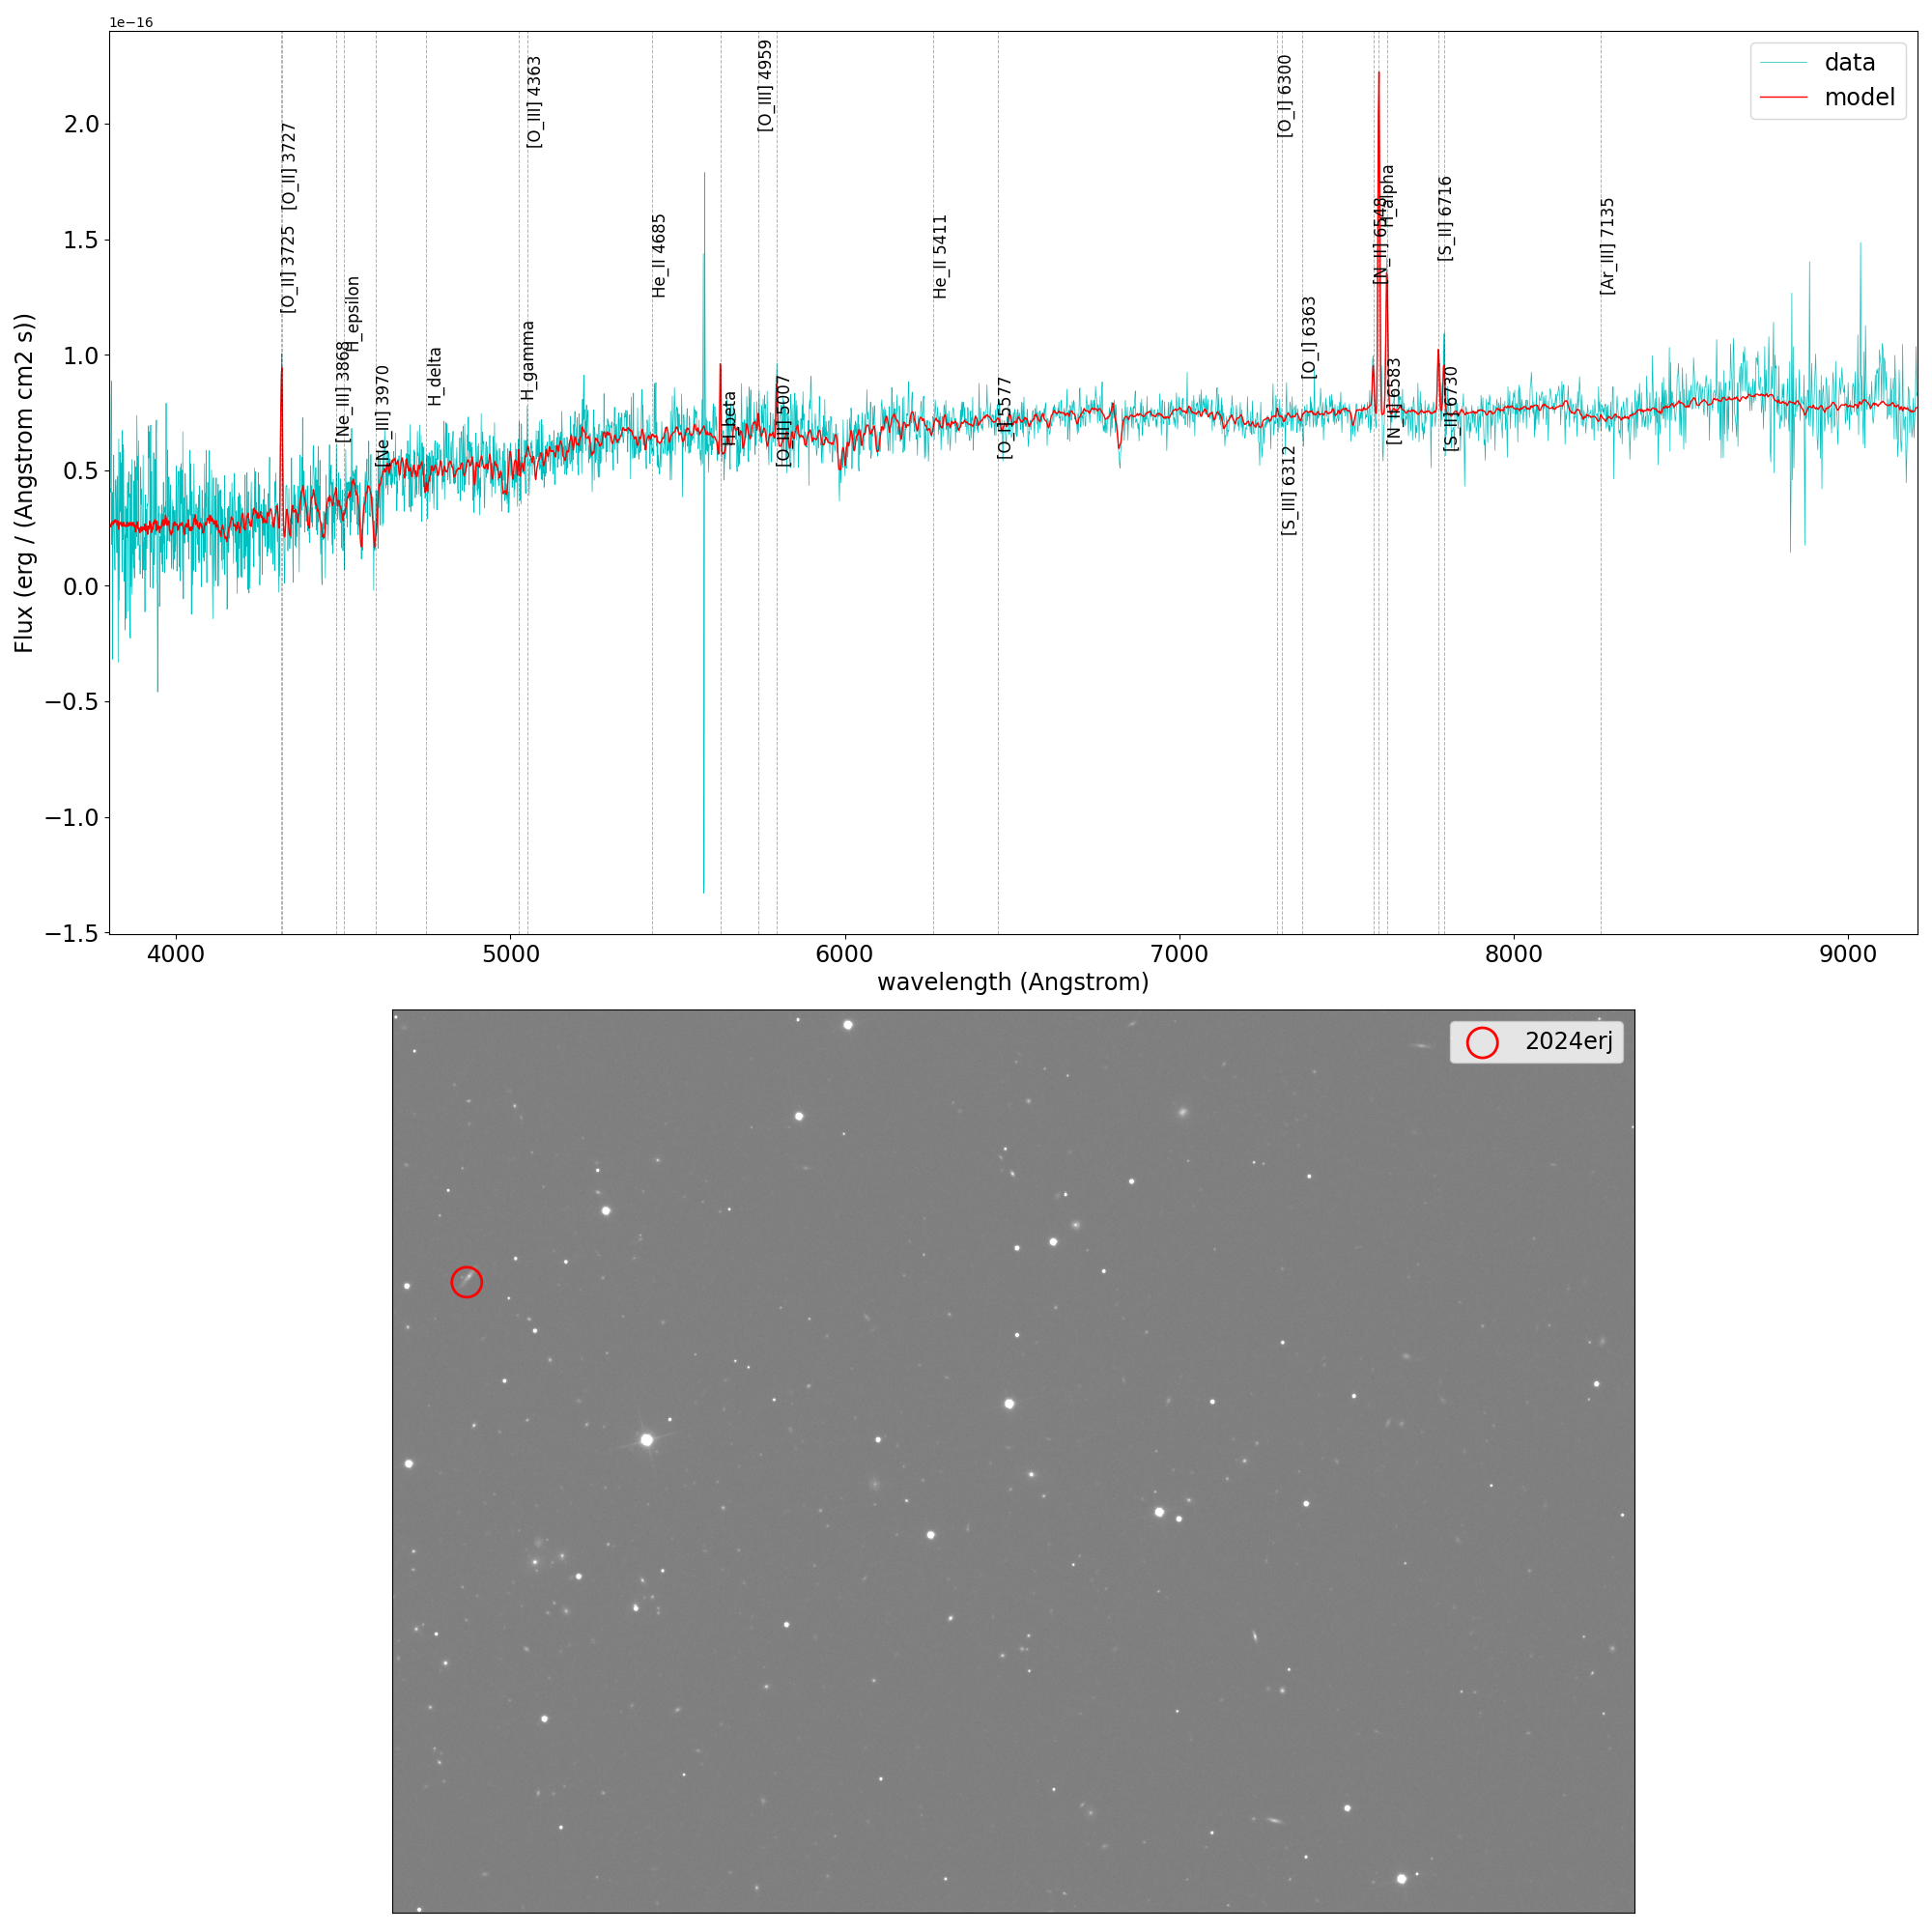 1e−16
data
model
[O_III] 4959
[O_III] 4363
[O_I] 6300
[O_II] 3727
H_alpha
[S_II] 6716
[Ar_III] 7135
[N_II] 6548
He_II 4685
He_II 5411
[O_II] 3725
H_epsilon
[O_I] 6363
H_gamma
[Ne_III] 3868
H_delta
[N_II] 6583
[Ne_III] 3970
[S_II] 6730
[O_III] 5007
[O_I] 5577
H_beta
[S_III] 6312
2.0
1.5
1.0
0.5
0.0
−0.5
−1.0
−1.5
Flux (erg / (Angstrom cm2 s))
4000 5000 6000 7000 8000 9000
wavelength (Angstrom)
2024erj